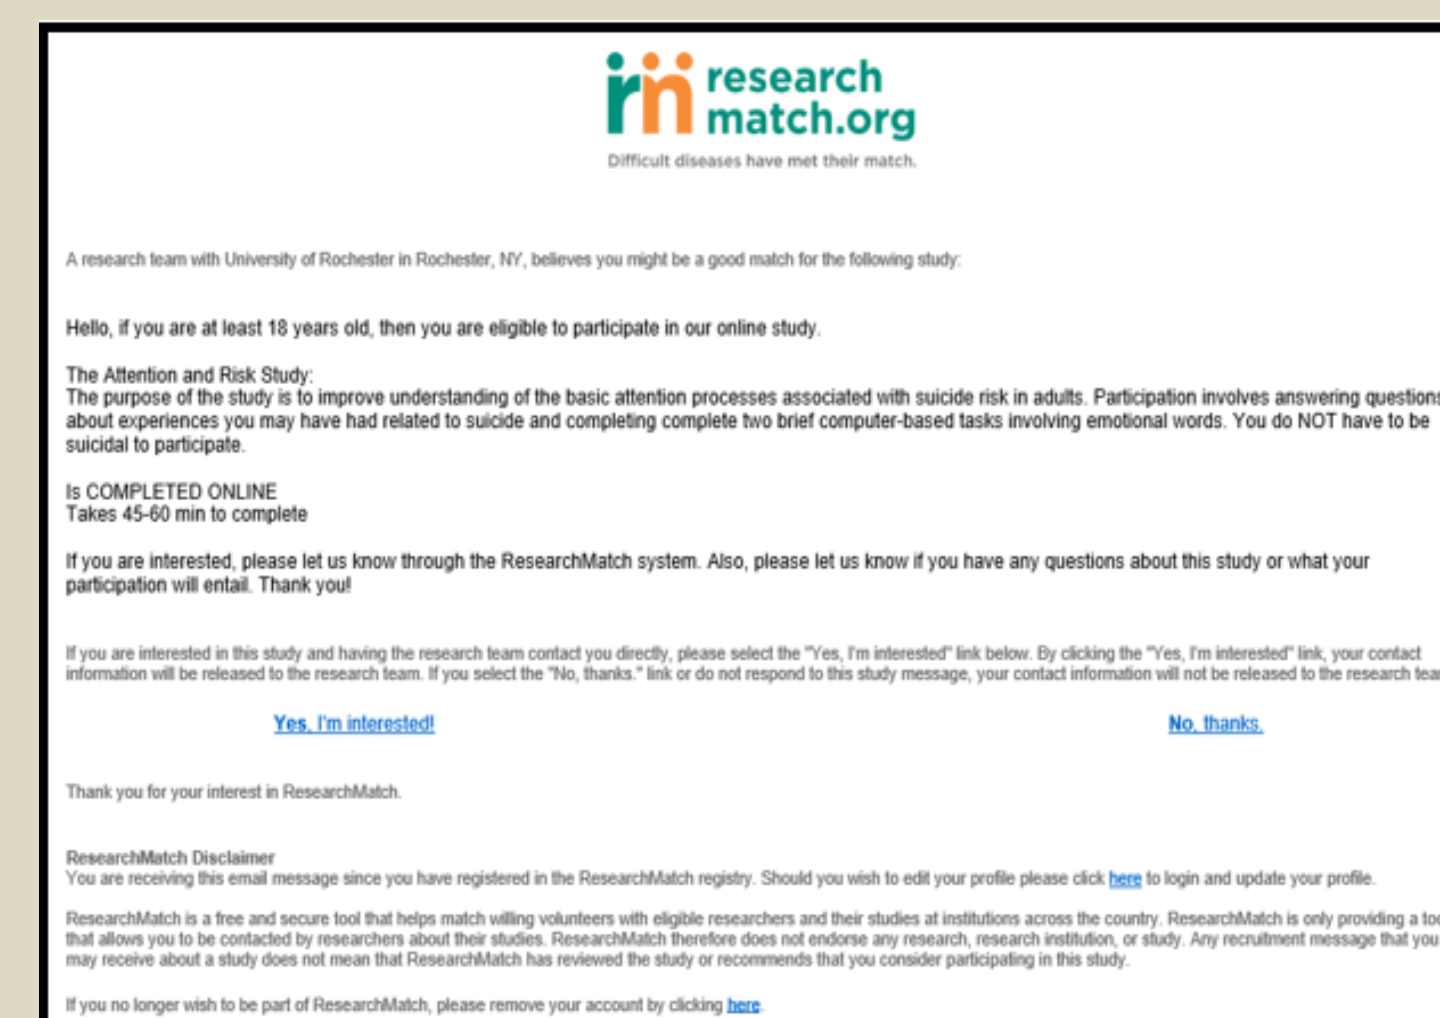 research
match.org
Difficult diseases have met their match.
A research team with University of Rochester in Rochester, NY, believes you might be a good match for the following study:
Hello, if you are at least 18 years old, then you are eligible to participate in our online study.
The Attention and Risk Study:
The purpose of the study is to improve understanding of the basic attention processes associated with suicide risk in adults. Participation involves answering questions
about experiences you may have had related to suicide and completing complete two brief computer-based tasks involving emotional words. You do NOT have to be
suicidal to participate.
Is COMPLETED ONLINE
Takes 45-60 min to complete
If you are interested, please let us know through the ResearchMatch system. Also, please let us know if you have any questions about this study or what your
participation will entail. Thank you!
If you are interested in this study and having the research team contact you directly, please select the "Yes, I'm interested" link below. By clicking the "Yes, I'm interested" link, your contact
information will be released to the research team. If you select the "No, thanks." link or do not respond to this study message, your contact information will not be released to the research tea
Yes, I'm interested! No, thanks.
Thank you for your interest in ResearchMatch.
ResearchMatch Disclaimer
You are receiving this email message since you have registered in the ResearchMatch registry. Should you wish to edit your profile please click here to login and update your profile.
ResearchMatch is a free and secure tool that helps match willing volunteers with eligible researchers and their studies at institutions across the country. ResearchMatch is only providing a too
that allows you to be contacted by researchers about their studies. ResearchMatch therefore does not endorse any research, research institution, or study. Any recruitment message that you
may receive about a study does not mean that ResearchMatch has reviewed the study or recommends that you consider participating in this study.
If you no longer wish to be part of ResearchMatch, please remove your account by clicking here.